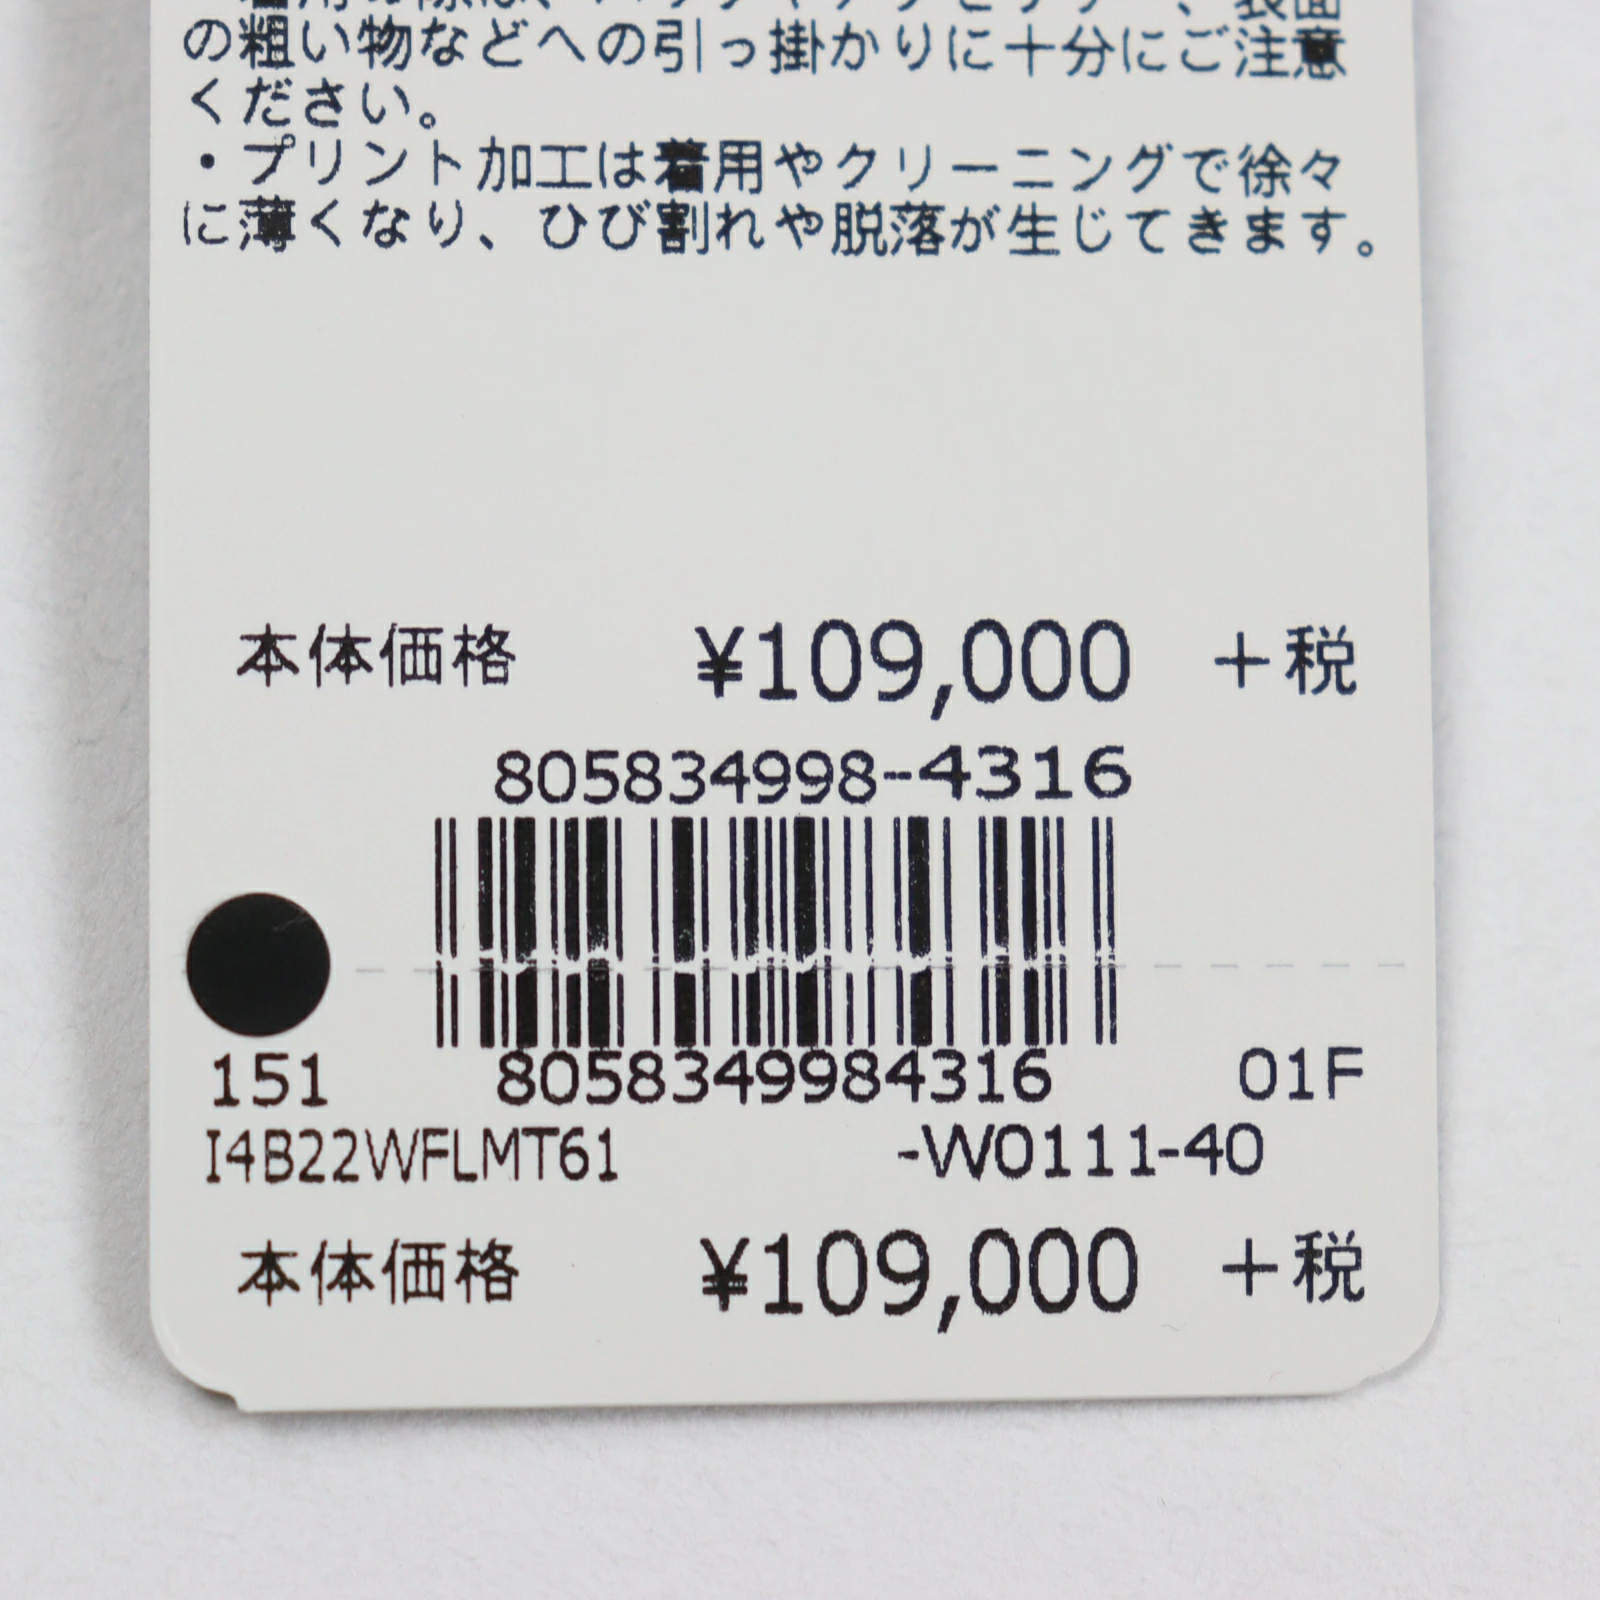 の粗い物などへの引っ掛かりに十分にご注意
ください。
・プリント加工は着用やクリーニングで徐々
に薄くなり、ひび割れや脱落が生じてきます。
本体価格 ¥109,000 +税
805834998-4316
151 8058349984316 01F
I4B22WFLMT61 -W0111-40
本体価格 ¥109,000 +税